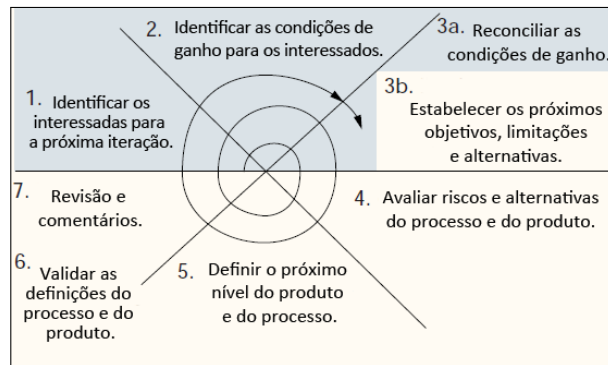 1. Identificar os
interessadas para
a próxima iteração.
2. Identificar as condições de
ganho para os interessados.
3a. Reconciliar as
condições de ganho.
3b.
Estabelecer os próximos
objetivos, limitações
e alternativas.
4. Avaliar riscos e alternativas
do processo e do produto.
5. Definir o próximo
nível do produto
e do processo.
6. Validar as
definições do
processo e do
produto.
7. Revisão e
comentários.